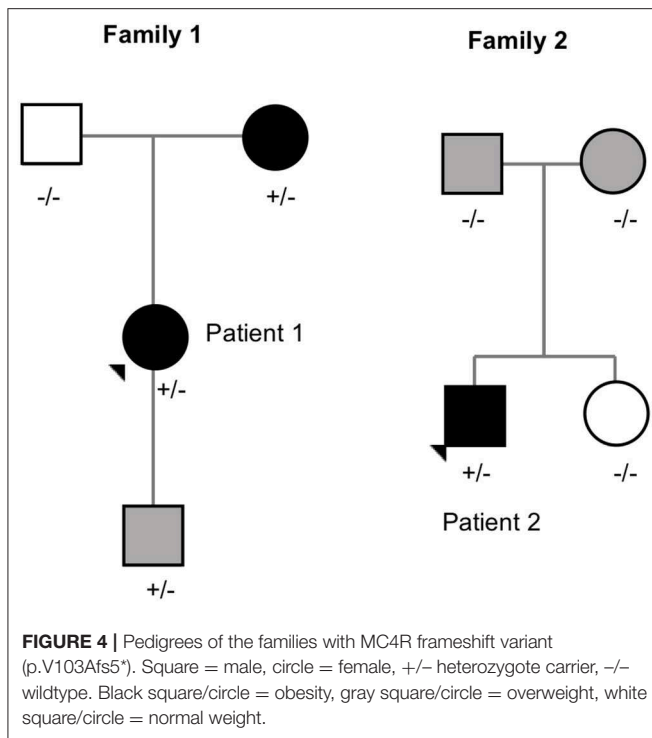 Family 1
Family 2
-/-
+/-
-/-
-/-
Patient 1
+/-
+/-
-/-
Patient 2
+/-
FIGURE 4 | Pedigrees of the families with MC4R frameshift variant
(p.V103Afs5*). Square = male, circle = female, +/– heterozygote carrier, –/–
wildtype. Black square/circle = obesity, gray square/circle = overweight, white
square/circle = normal weight.